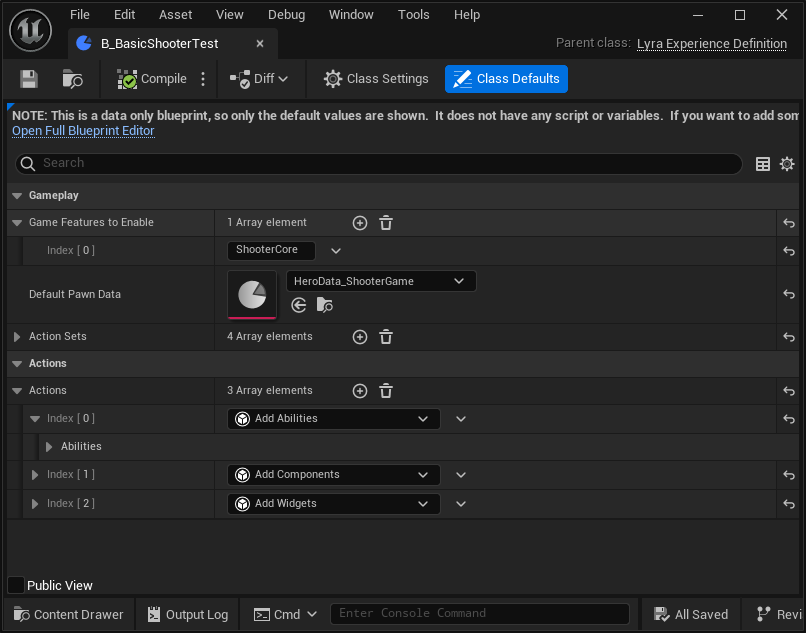 File Edit Asset View Debug Window Tools Help
B_BasicShooterTest
Parent class: Lyra Experience Definition
Compile Diff Class Settings Class Defaults
NOTE: This is a data only blueprint, so only the default values are shown. It does not have any script or variables. If you want to add som
Open Full Blueprint Editor
Search
Gameplay
Game Features to Enable 1 Array element
Index [ 0 ] ShooterCore
Default Pawn Data HeroData_ShooterGame
Action Sets 4 Array elements
Actions
Actions 3 Array elements
Index [ 0 ] Add Abilities
Abilities
Index [ 1 ] Add Components
Index [ 2 ] Add Widgets
Public View
Content Drawer Output Log Cmd Enter Console Command All Saved Revi